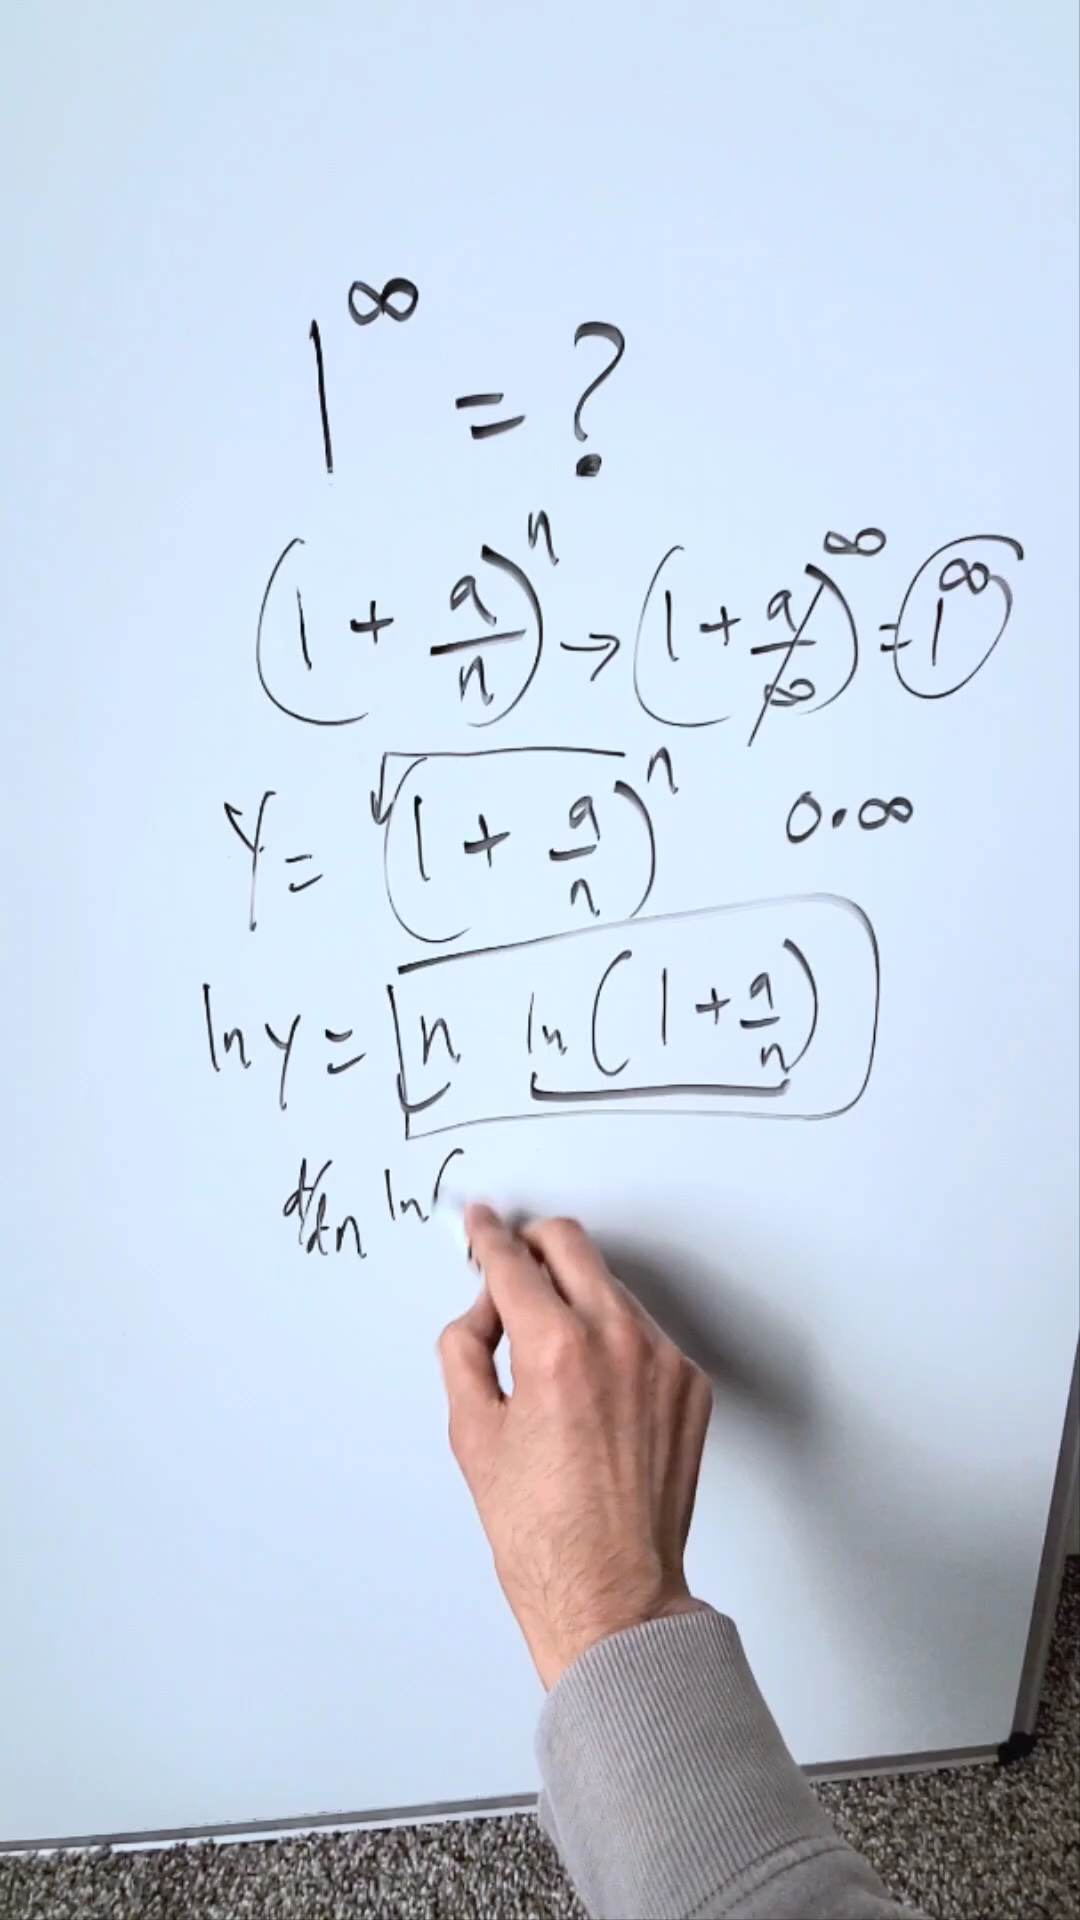 1^∞ = ?
(1 + a/n)^n → (1 + a/∞)^∞ = 1^∞
Y = (1 + a/n)^n 0·∞
ln Y = n ln(1 + a/n)
d/dn ln(